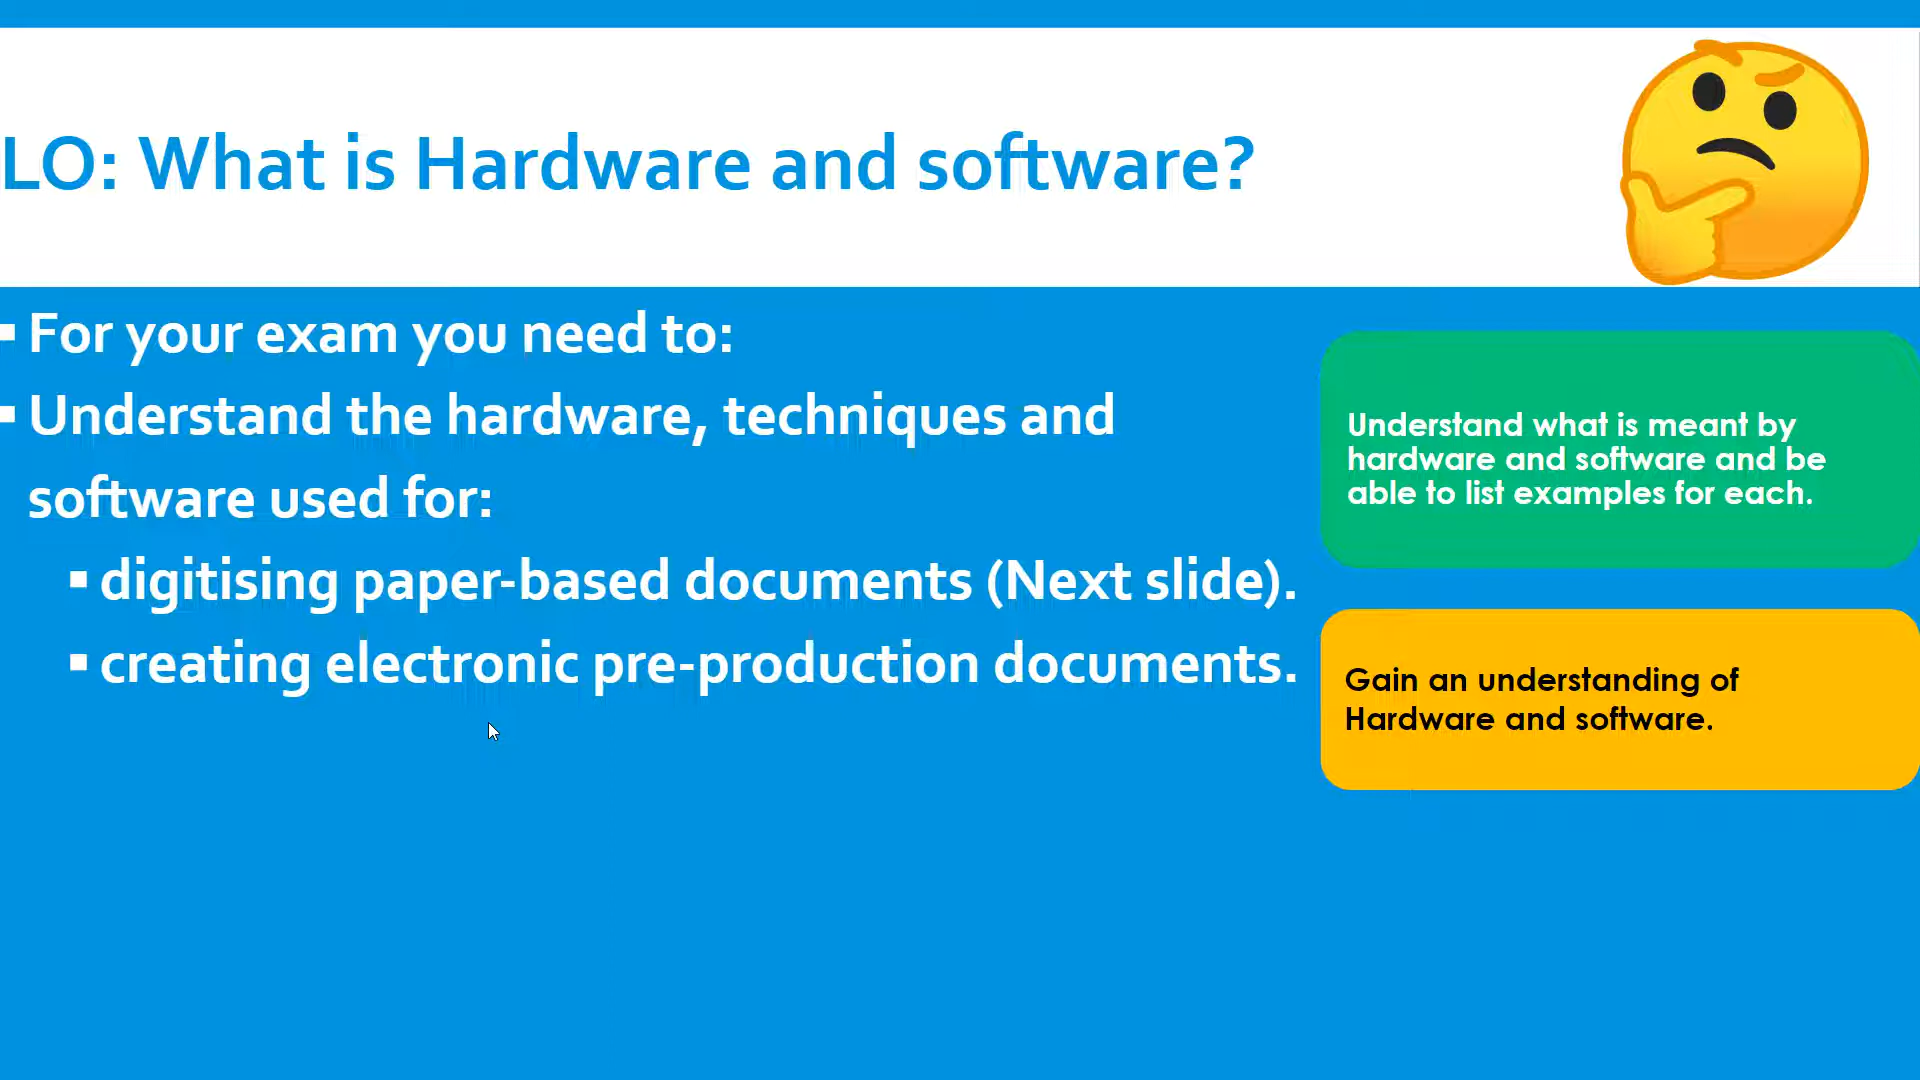 LO: What is Hardware and software?
▪ For your exam you need to:
▪ Understand the hardware, techniques and
software used for:
▪ digitising paper-based documents (Next slide).
▪ creating electronic pre-production documents.
Understand what is meant by
hardware and software and be
able to list examples for each.
Gain an understanding of
Hardware and software.